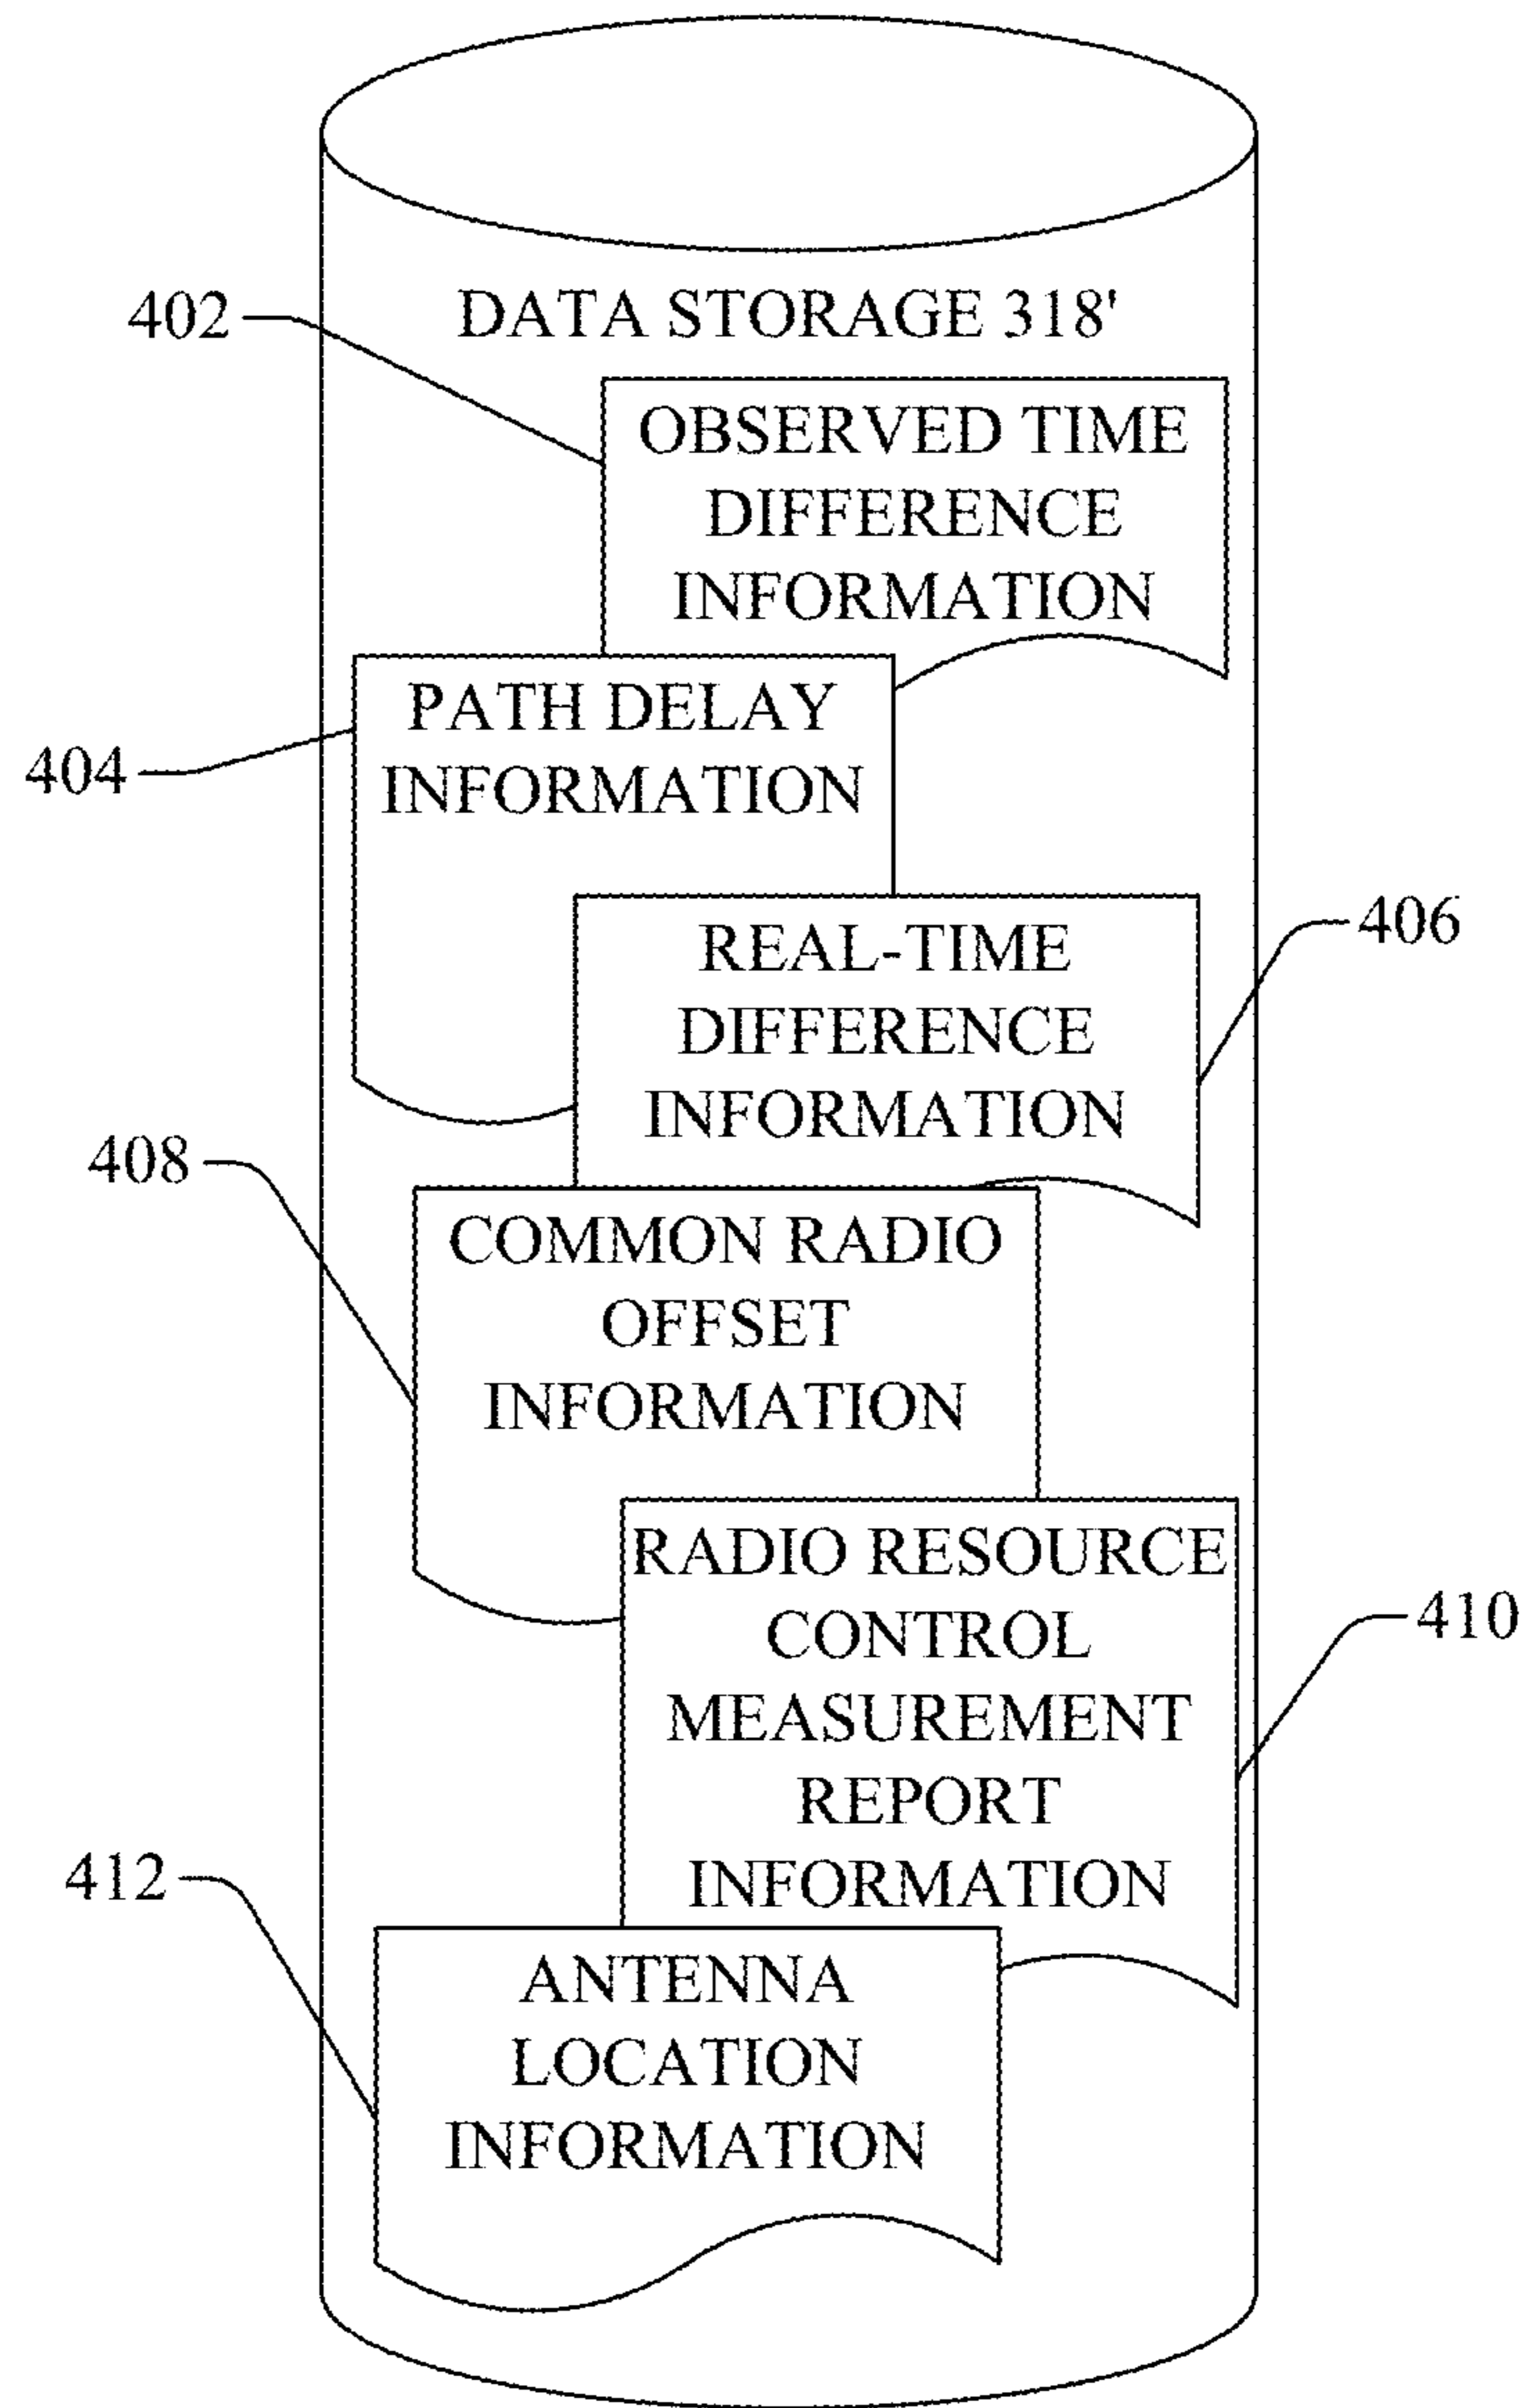 DATA STORAGE 318'
402
OBSERVED TIME
DIFFERENCE
INFORMATION
404
PATH DELAY
INFORMATION
406
REAL-TIME
DIFFERENCE
INFORMATION
408
COMMON RADIO
OFFSET
INFORMATION
410
RADIO RESOURCE
CONTROL
MEASUREMENT
REPORT
INFORMATION
412
ANTENNA
LOCATION
INFORMATION